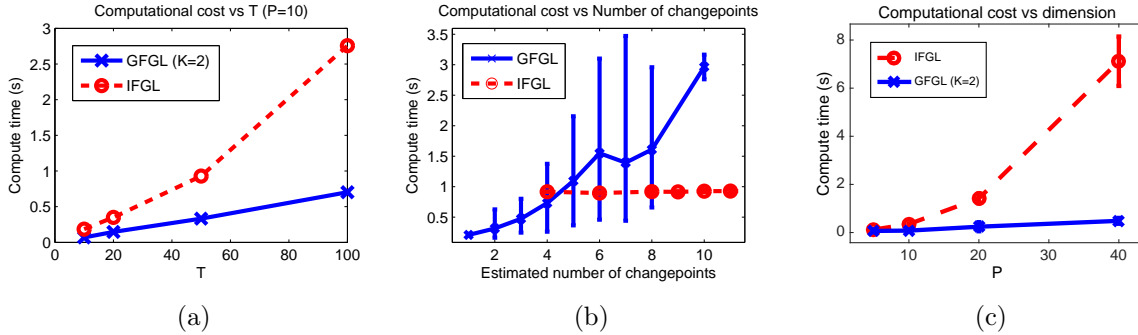 Computational cost vs T (P=10)
Compute time (s)
3
2.5
2
1.5
1
0.5
0
GFGL (K=2)
IFGL
20 40 60 80 100
T
(a)
Computational cost vs Number of changepoints
Compute time (s)
3.5
3
2.5
2
1.5
1
0.5
GFGL
IFGL
2 4 6 8 10
Estimated number of changepoints
(b)
Computational cost vs dimension
Compute time (s)
8
6
4
2
0
IFGL
GFGL (K=2)
0 10 20 30 40
P
(c)